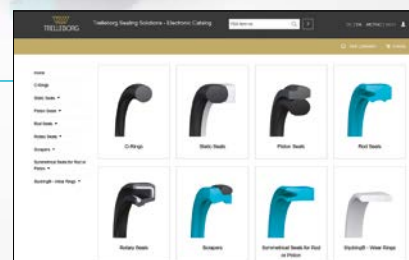 TRELLEBORG
Trelleborg Sealing Solutions - Electronic Catalog
Home
O-Rings
Static Seals
Piston Seals
Rod Seals
Rotary Seals
Scrapers
Symmetrical Seals for Rod or
Piston
Slydring® - Wear Rings
O-Rings
Static Seals
Piston Seals
Rod Seals
Rotary Seals
Scrapers
Symmetrical Seals for Rod
or Piston
Slydring® - Wear Rings